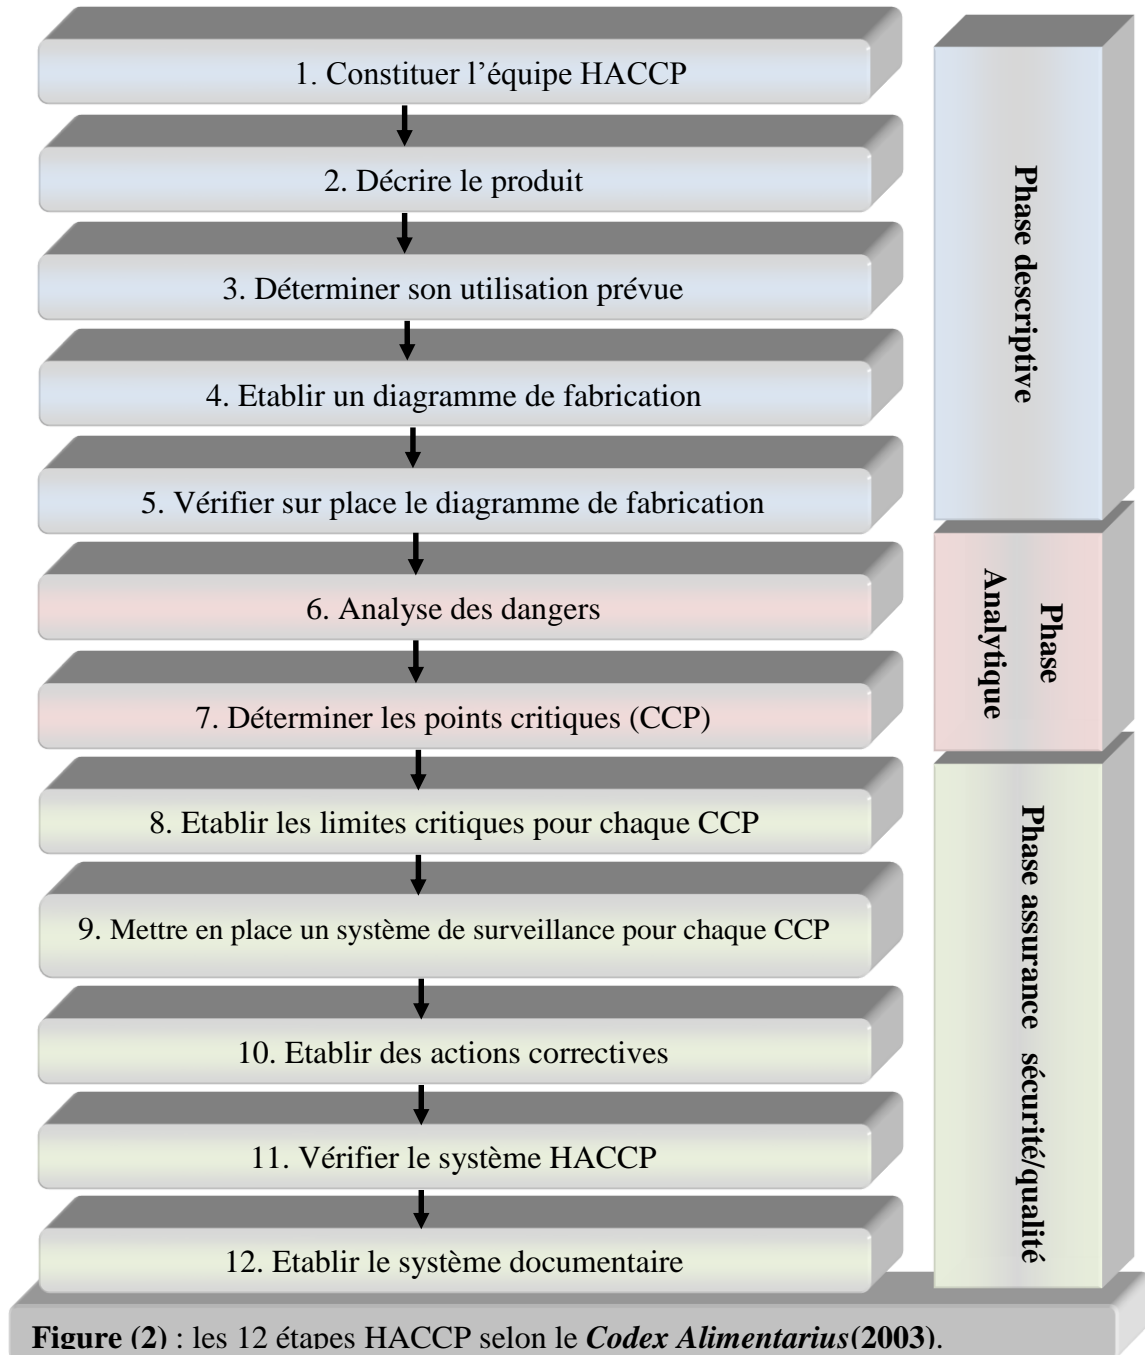 1. Constituer l’équipe HACCP
2. Décrire le produit
3. Déterminer son utilisation prévue
4. Etablir un diagramme de fabrication
5. Vérifier sur place le diagramme de fabrication
6. Analyse des dangers
7. Déterminer les points critiques (CCP)
8. Etablir les limites critiques pour chaque CCP
9. Mettre en place un système de surveillance pour chaque CCP
10. Etablir des actions correctives
11. Vérifier le système HACCP
12. Etablir le système documentaire
Phase descriptive
Phase
Analytique
Phase assurance sécurité/qualité
Figure (2) : les 12 étapes HACCP selon le Codex Alimentarius(2003).